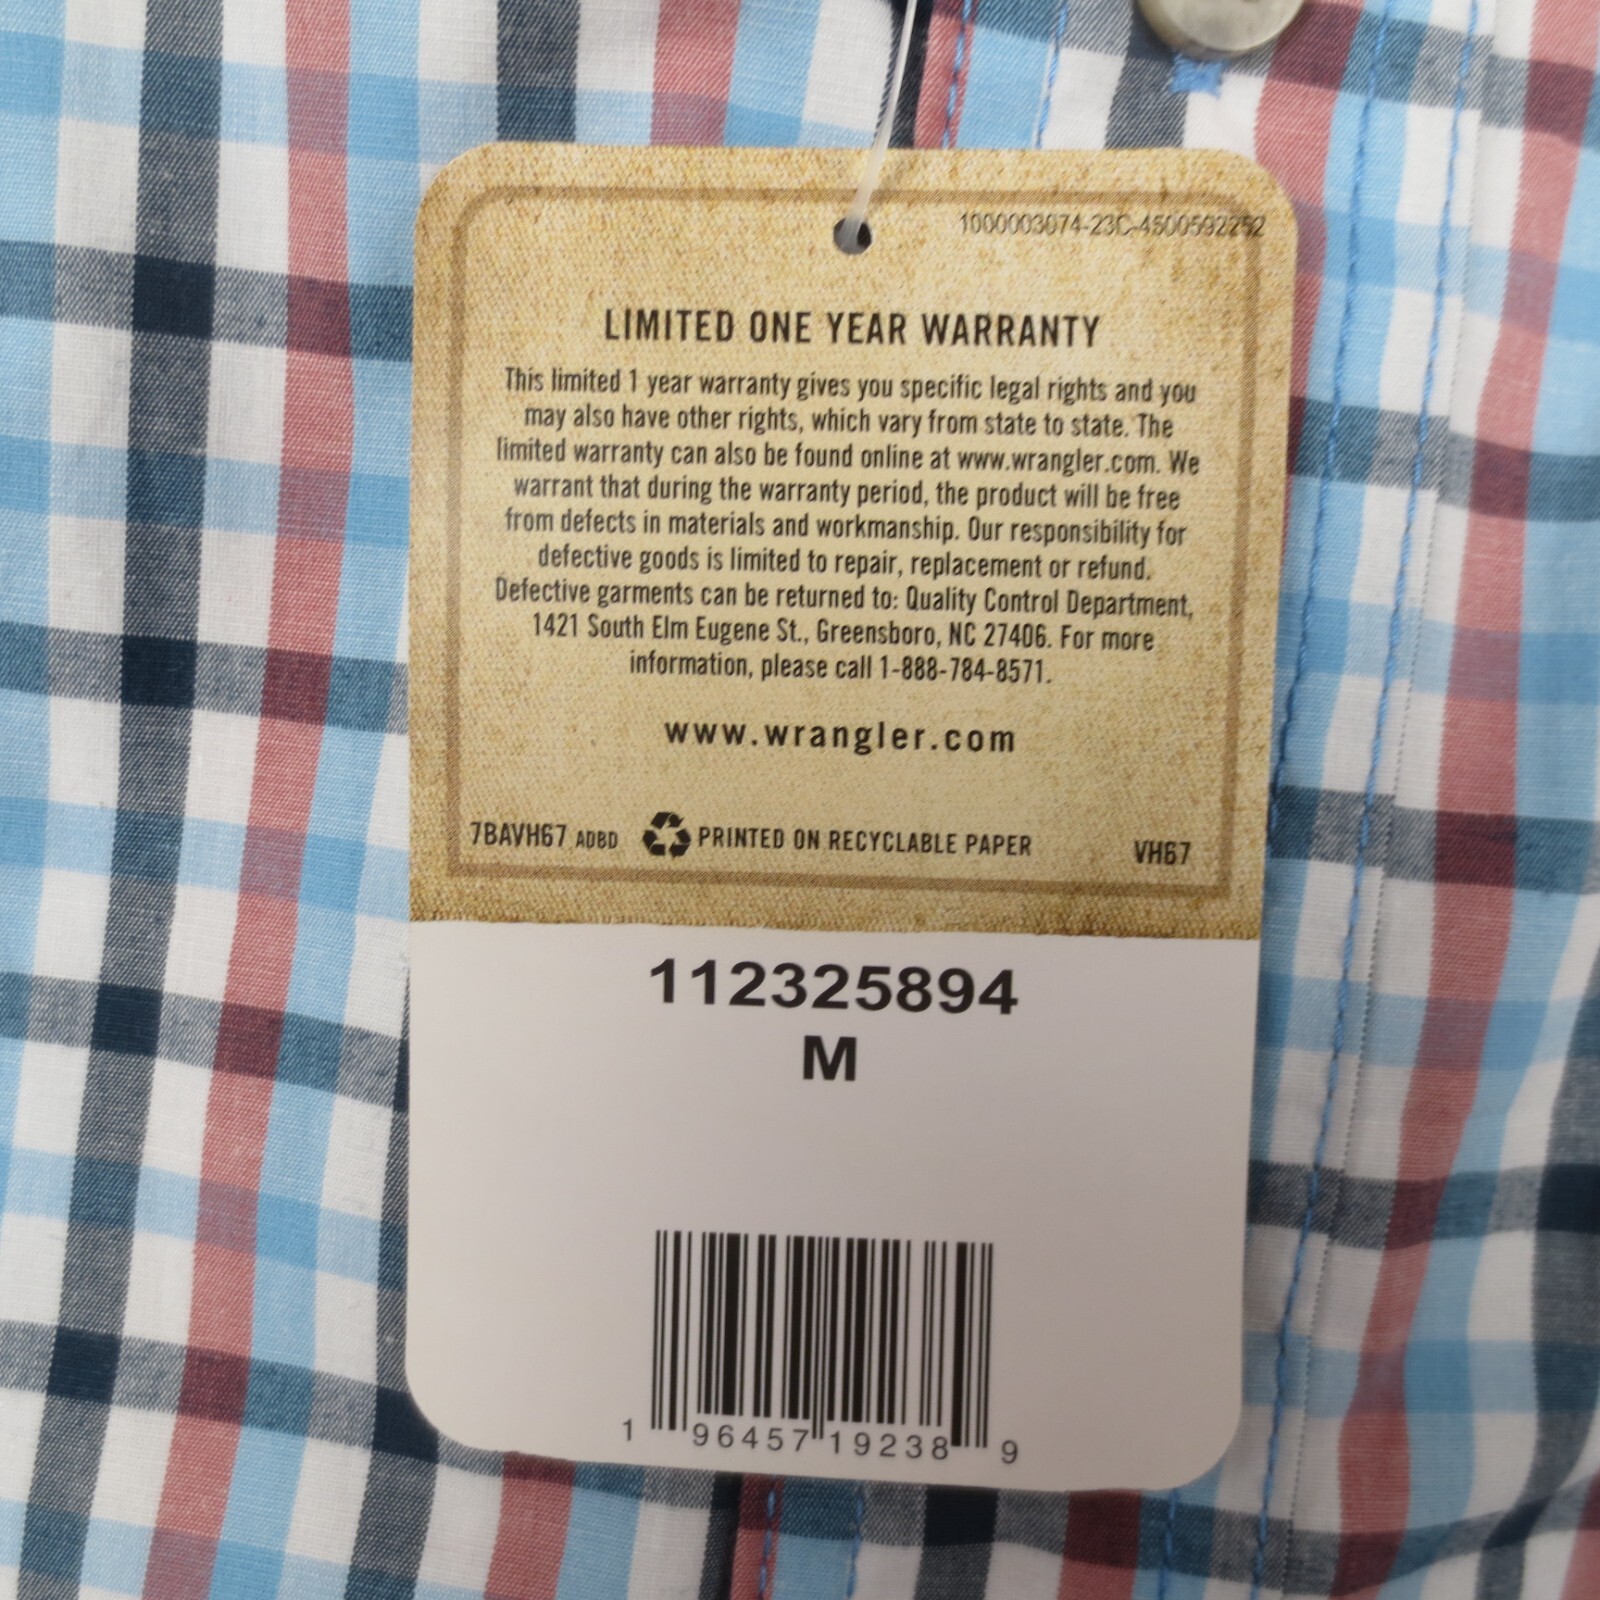 1000003074-23C-4500592252
LIMITED ONE YEAR WARRANTY
This limited 1 year warranty gives you specific legal rights and you
may also have other rights, which vary from state to state. The
limited warranty can also be found online at www.wrangler.com. We
warrant that during the warranty period, the product will be free
from defects in materials and workmanship. Our responsibility for
defective goods is limited to repair, replacement or refund.
Defective garments can be returned to: Quality Control Department,
1421 South Elm Eugene St., Greensboro, NC 27406. For more
information, please call 1-888-784-8571.
www.wrangler.com
7BAVH67 ADBD PRINTED ON RECYCLABLE PAPER VH67
112325894
M
1 96457 19238 9